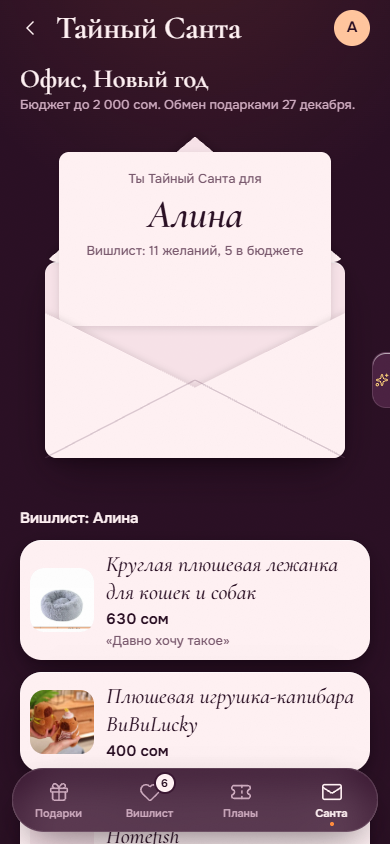 Тайный Санта
А
Офис, Новый год
Бюджет до 2 000 сом. Обмен подарками 27 декабря.
Ты Тайный Санта для
Алина
Вишлист: 11 желаний, 5 в бюджете
Вишлист: Алина
Круглая плюшевая лежанка
для кошек и собак
630 сом
«Давно хочу такое»
Плюшевая игрушка-капибара
BuBuLucky
400 сом
Homefish
6
Подарки
Вишлист
Планы
Санта